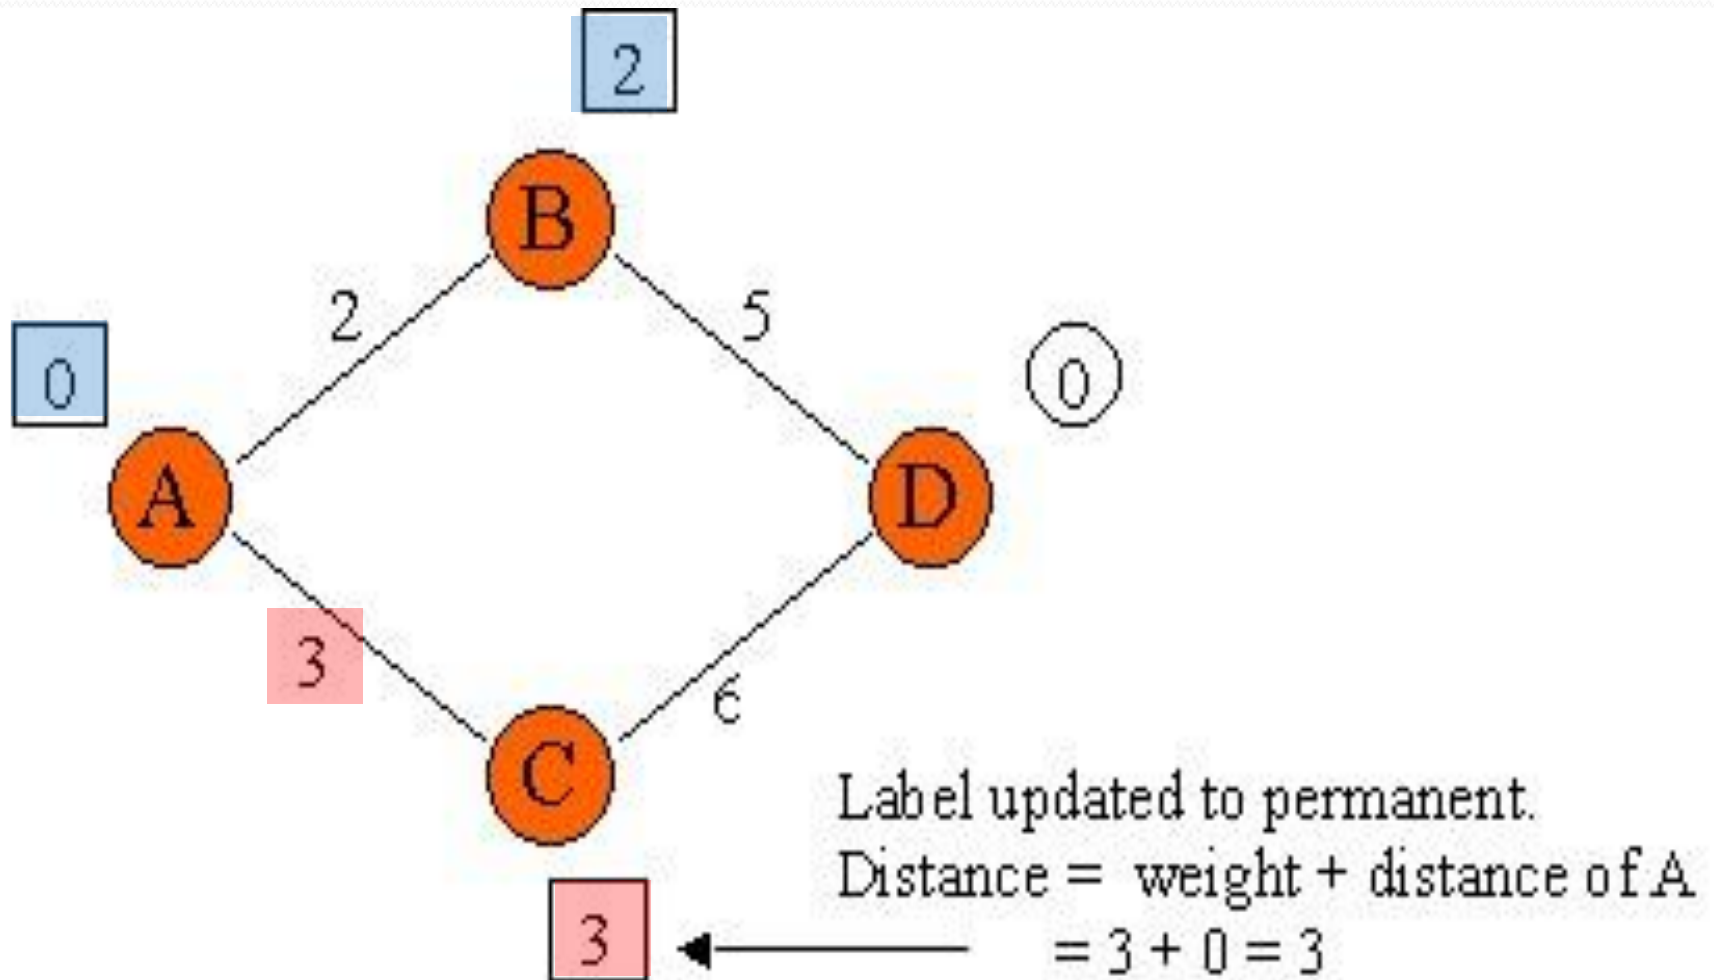 2
B
2
5
0
0
A
D
3
6
C
Label updated to permanent.
Distance = weight + distance of A
3
= 3 + 0 = 3